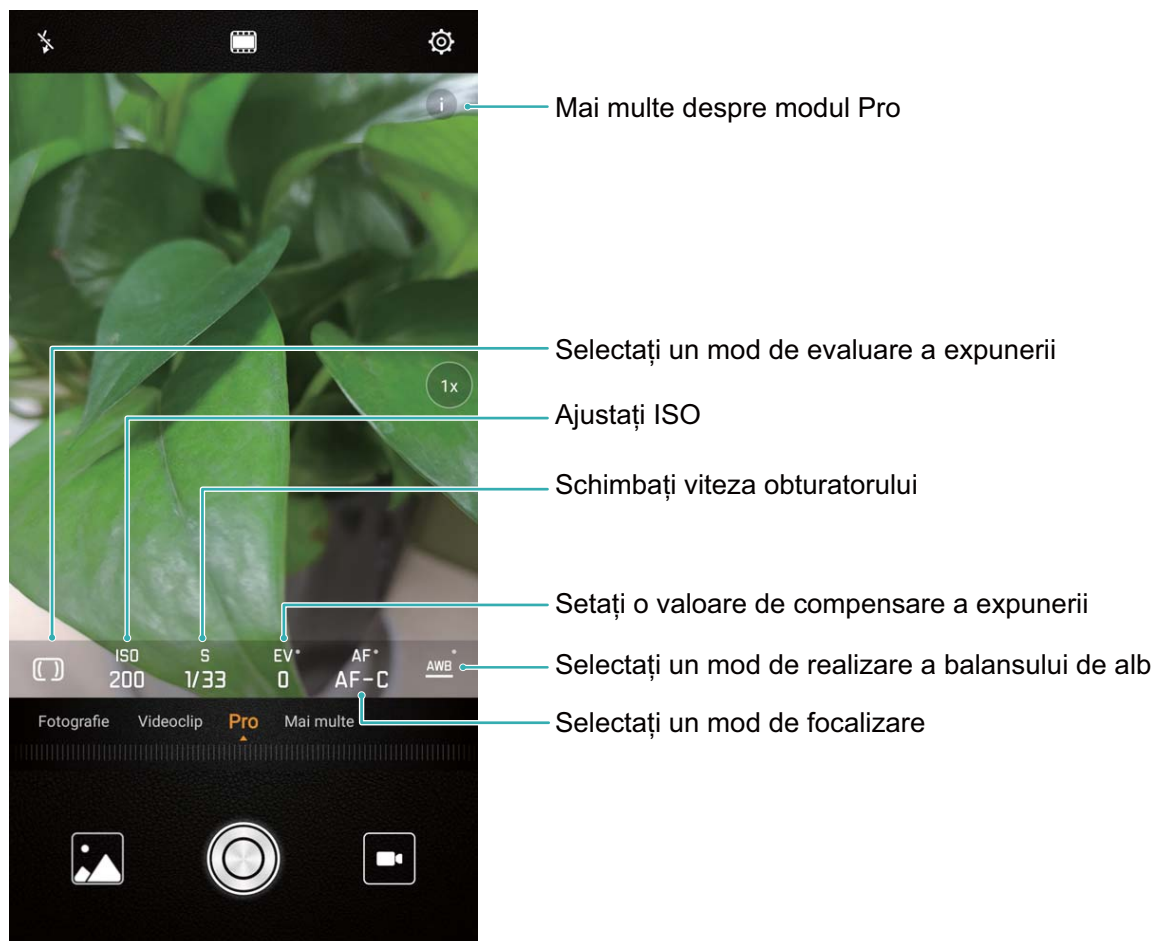 i
Mai multe despre modul Pro
Selectați un mod de evaluare a expunerii
1x
Ajustați ISO
Schimbați viteza obturatorului
Setați o valoare de compensare a expunerii
ISO S EV AF AWB
200 1/33 0 AF-C
Selectați un mod de realizare a balansului de alb
Fotografie Videoclip Pro Mai multe
Selectați un mod de focalizare